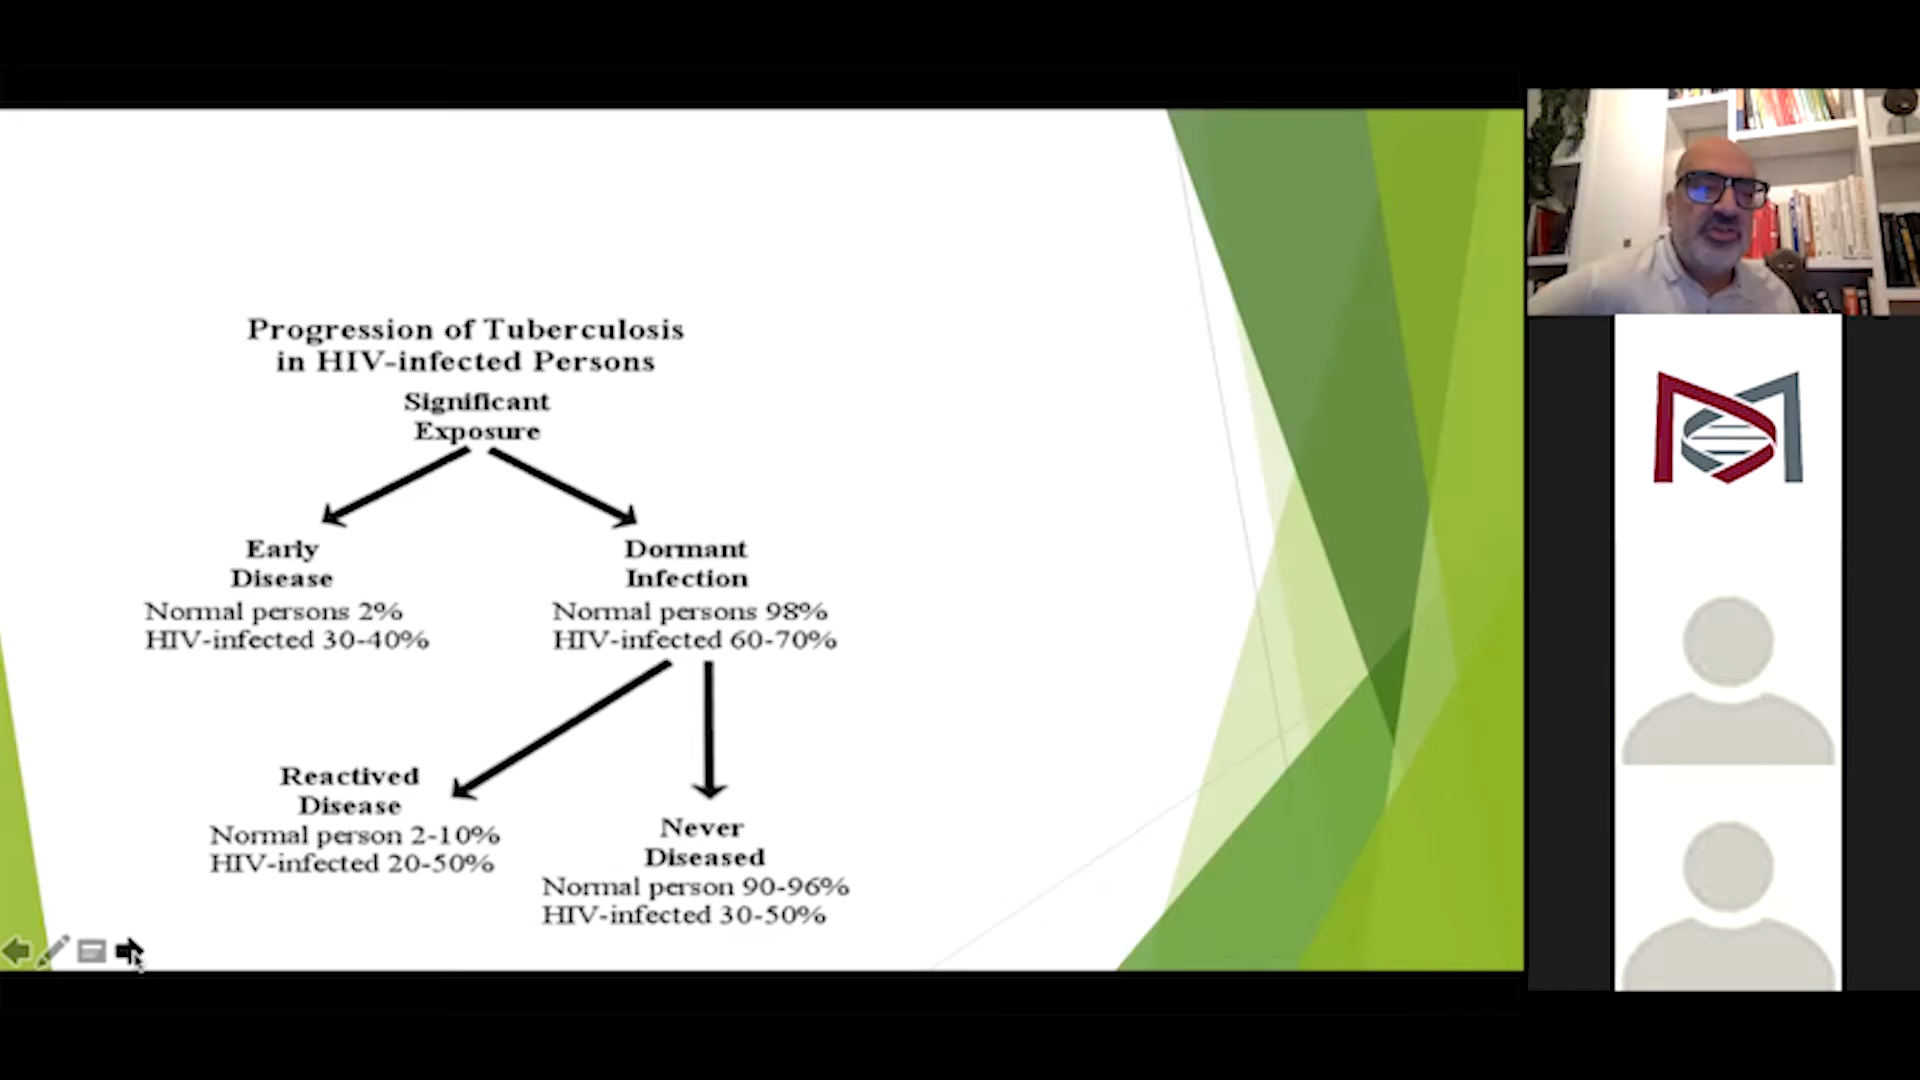 Progression of Tuberculosis
in HIV-infected Persons
Significant
Exposure
Early
Disease
Normal persons 2%
HIV-infected 30-40%
Dormant
Infection
Normal persons 98%
HIV-infected 60-70%
Reactived
Disease
Normal person 2-10%
HIV-infected 20-50%
Never
Diseased
Normal person 90-96%
HIV-infected 30-50%